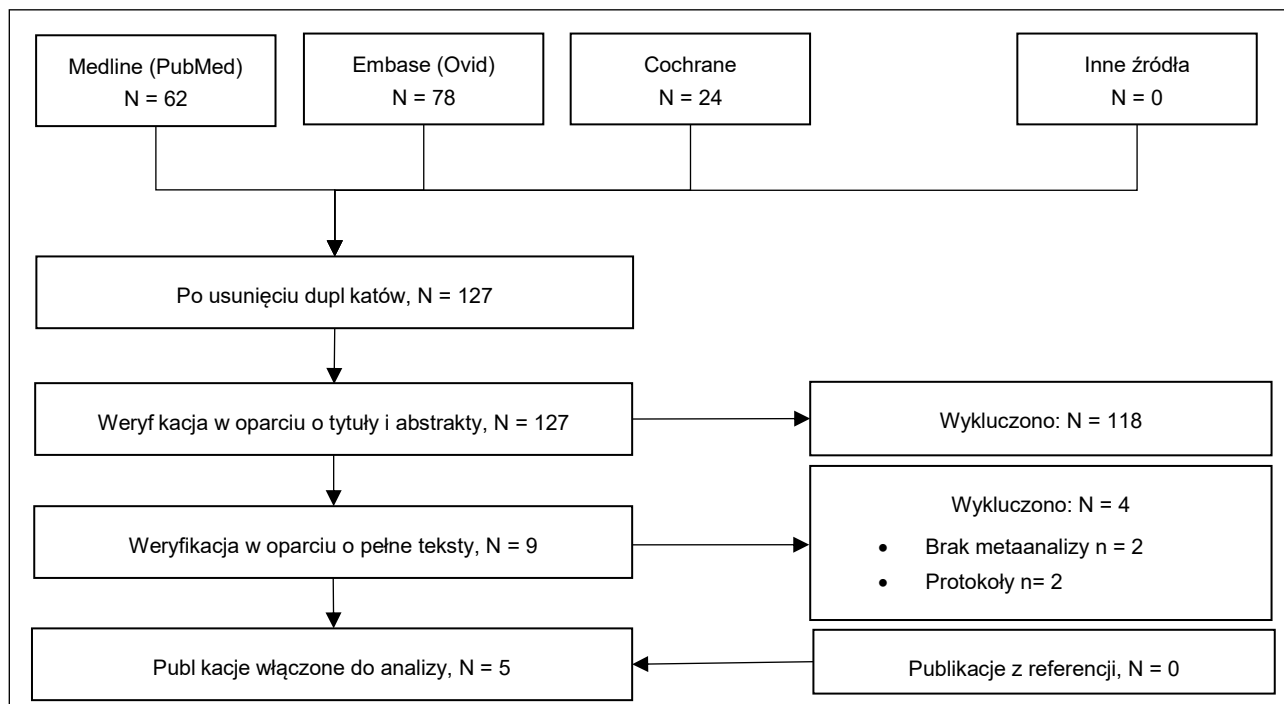 Medline (PubMed)
N = 62
Embase (Ovid)
N = 78
Cochrane
N = 24
Inne źródła
N = 0
Po usunięciu dupl katów, N = 127
Weryf kacja w oparciu o tytuły i abstrakty, N = 127
Wykluczono: N = 118
Weryfikacja w oparciu o pełne teksty, N = 9
Wykluczono: N = 4
• Brak metaanalizy n = 2
• Protokoły n= 2
Publ kacje włączone do analizy, N = 5
Publikacje z referencji, N = 0